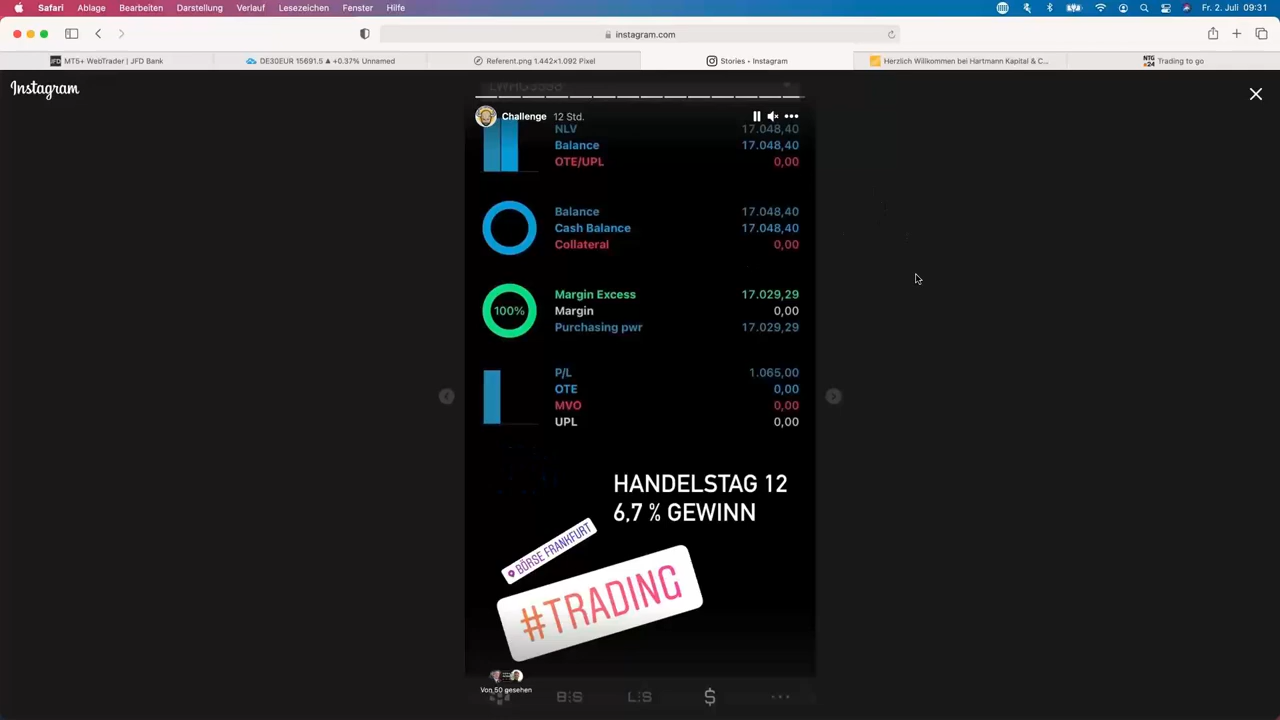 Safari Ablage Bearbeiten Darstellung Verlauf Lesezeichen Fenster Hilfe Fr. 2. Juli 09:31
instagram.com
JFD MT5+ WebTrader | JFD Bank
DE30EUR 15691.5 ▲ +0.37% Unnamed
Referent.png 1.442×1.092 Pixel
Stories • Instagram
Herzlich Willkommen bei Hartmann Kapital & C...
NTG 24 Trading to go
Instagram
Challenge 12 Std.
NLV 17.048,40
Balance 17.048,40
OTE/UPL 0,00
Balance 17.048,40
Cash Balance 17.048,40
Collateral 0,00
100%
Margin Excess 17.029,29
Margin 0,00
Purchasing pwr 17.029,29
P/L 1.065,00
OTE 0,00
MVO 0,00
UPL 0,00
HANDELSTAG 12
6,7 % GEWINN
BÖRSE FRANKFURT
#TRADING
Von 50 gesehen
B:S L:S $ ...